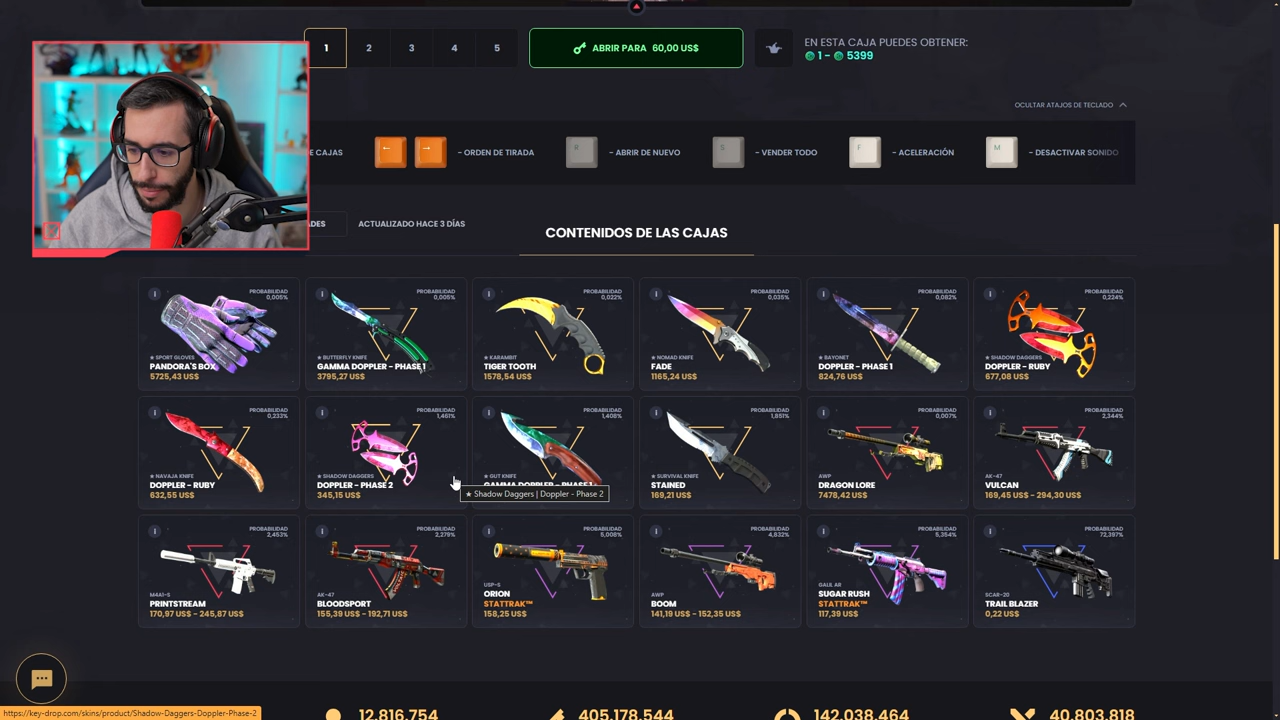 1
2
3
4
5
ABRIR PARA 60,00 US$
EN ESTA CAJA PUEDES OBTENER:
1 - 5399
OCULTAR ATAJOS DE TECLADO
E CAJAS
← →
- ORDEN DE TIRADA
R
- ABRIR DE NUEVO
S
- VENDER TODO
F
- ACELERACIÓN
M
- DESACTIVAR SONIDO
ADES
ACTUALIZADO HACE 3 DÍAS
CONTENIDOS DE LAS CAJAS
PROBABILIDAD
0,005%
★ SPORT GLOVES
PANDORA'S BOX
5725,43 US$
PROBABILIDAD
0,005%
★ BUTTERFLY KNIFE
GAMMA DOPPLER - PHASE 1
3795,27 US$
PROBABILIDAD
0,022%
★ KARAMBIT
TIGER TOOTH
1578,54 US$
PROBABILIDAD
0,035%
★ NOMAD KNIFE
FADE
1165,24 US$
PROBABILIDAD
0,082%
★ BAYONET
DOPPLER - PHASE 1
824,76 US$
PROBABILIDAD
0,224%
★ SHADOW DAGGERS
DOPPLER - RUBY
677,08 US$
PROBABILIDAD
0,233%
★ NAVAJA KNIFE
DOPPLER - RUBY
632,55 US$
PROBABILIDAD
1,461%
★ SHADOW DAGGERS
DOPPLER - PHASE 2
345,15 US$
PROBABILIDAD
1,406%
★ GUT KNIFE
GAMMA DOPPLER - PHASE 1
★ Shadow Daggers | Doppler - Phase 2
PROBABILIDAD
1,851%
★ SURVIVAL KNIFE
STAINED
169,21 US$
PROBABILIDAD
0,007%
AWP
DRAGON LORE
7478,42 US$
PROBABILIDAD
2,344%
AK-47
VULCAN
169,45 US$ - 294,30 US$
PROBABILIDAD
2,453%
M4A1-S
PRINTSTREAM
170,97 US$ - 245,87 US$
PROBABILIDAD
2,279%
AK-47
BLOODSPORT
155,39 US$ - 192,71 US$
PROBABILIDAD
5,008%
USP-S
ORION
STATTRAK™
158,25 US$
PROBABILIDAD
4,832%
AWP
BOOM
141,19 US$ - 152,35 US$
PROBABILIDAD
5,354%
GALIL AR
SUGAR RUSH
STATTRAK™
117,39 US$
PROBABILIDAD
72,397%
SCAR-20
TRAIL BLAZER
0,22 US$
https://key-drop.com/skins/product/Shadow-Daggers-Doppler-Phase-2
12.816.754
405.178.544
142.038.464
40.803.818